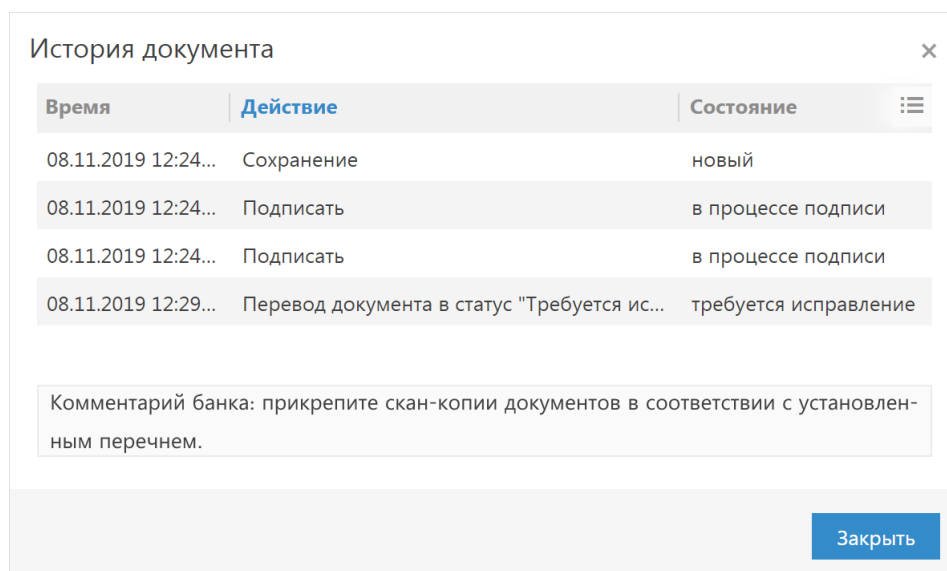 История документа
Время Действие Состояние
08.11.2019 12:24... Сохранение новый
08.11.2019 12:24... Подписать в процессе подписи
08.11.2019 12:24... Подписать в процессе подписи
08.11.2019 12:29... Перевод документа в статус "Требуется ис... требуется исправление
Комментарий банка: прикрепите скан-копии документов в соответствии с установлен-
ным перечнем.
Закрыть